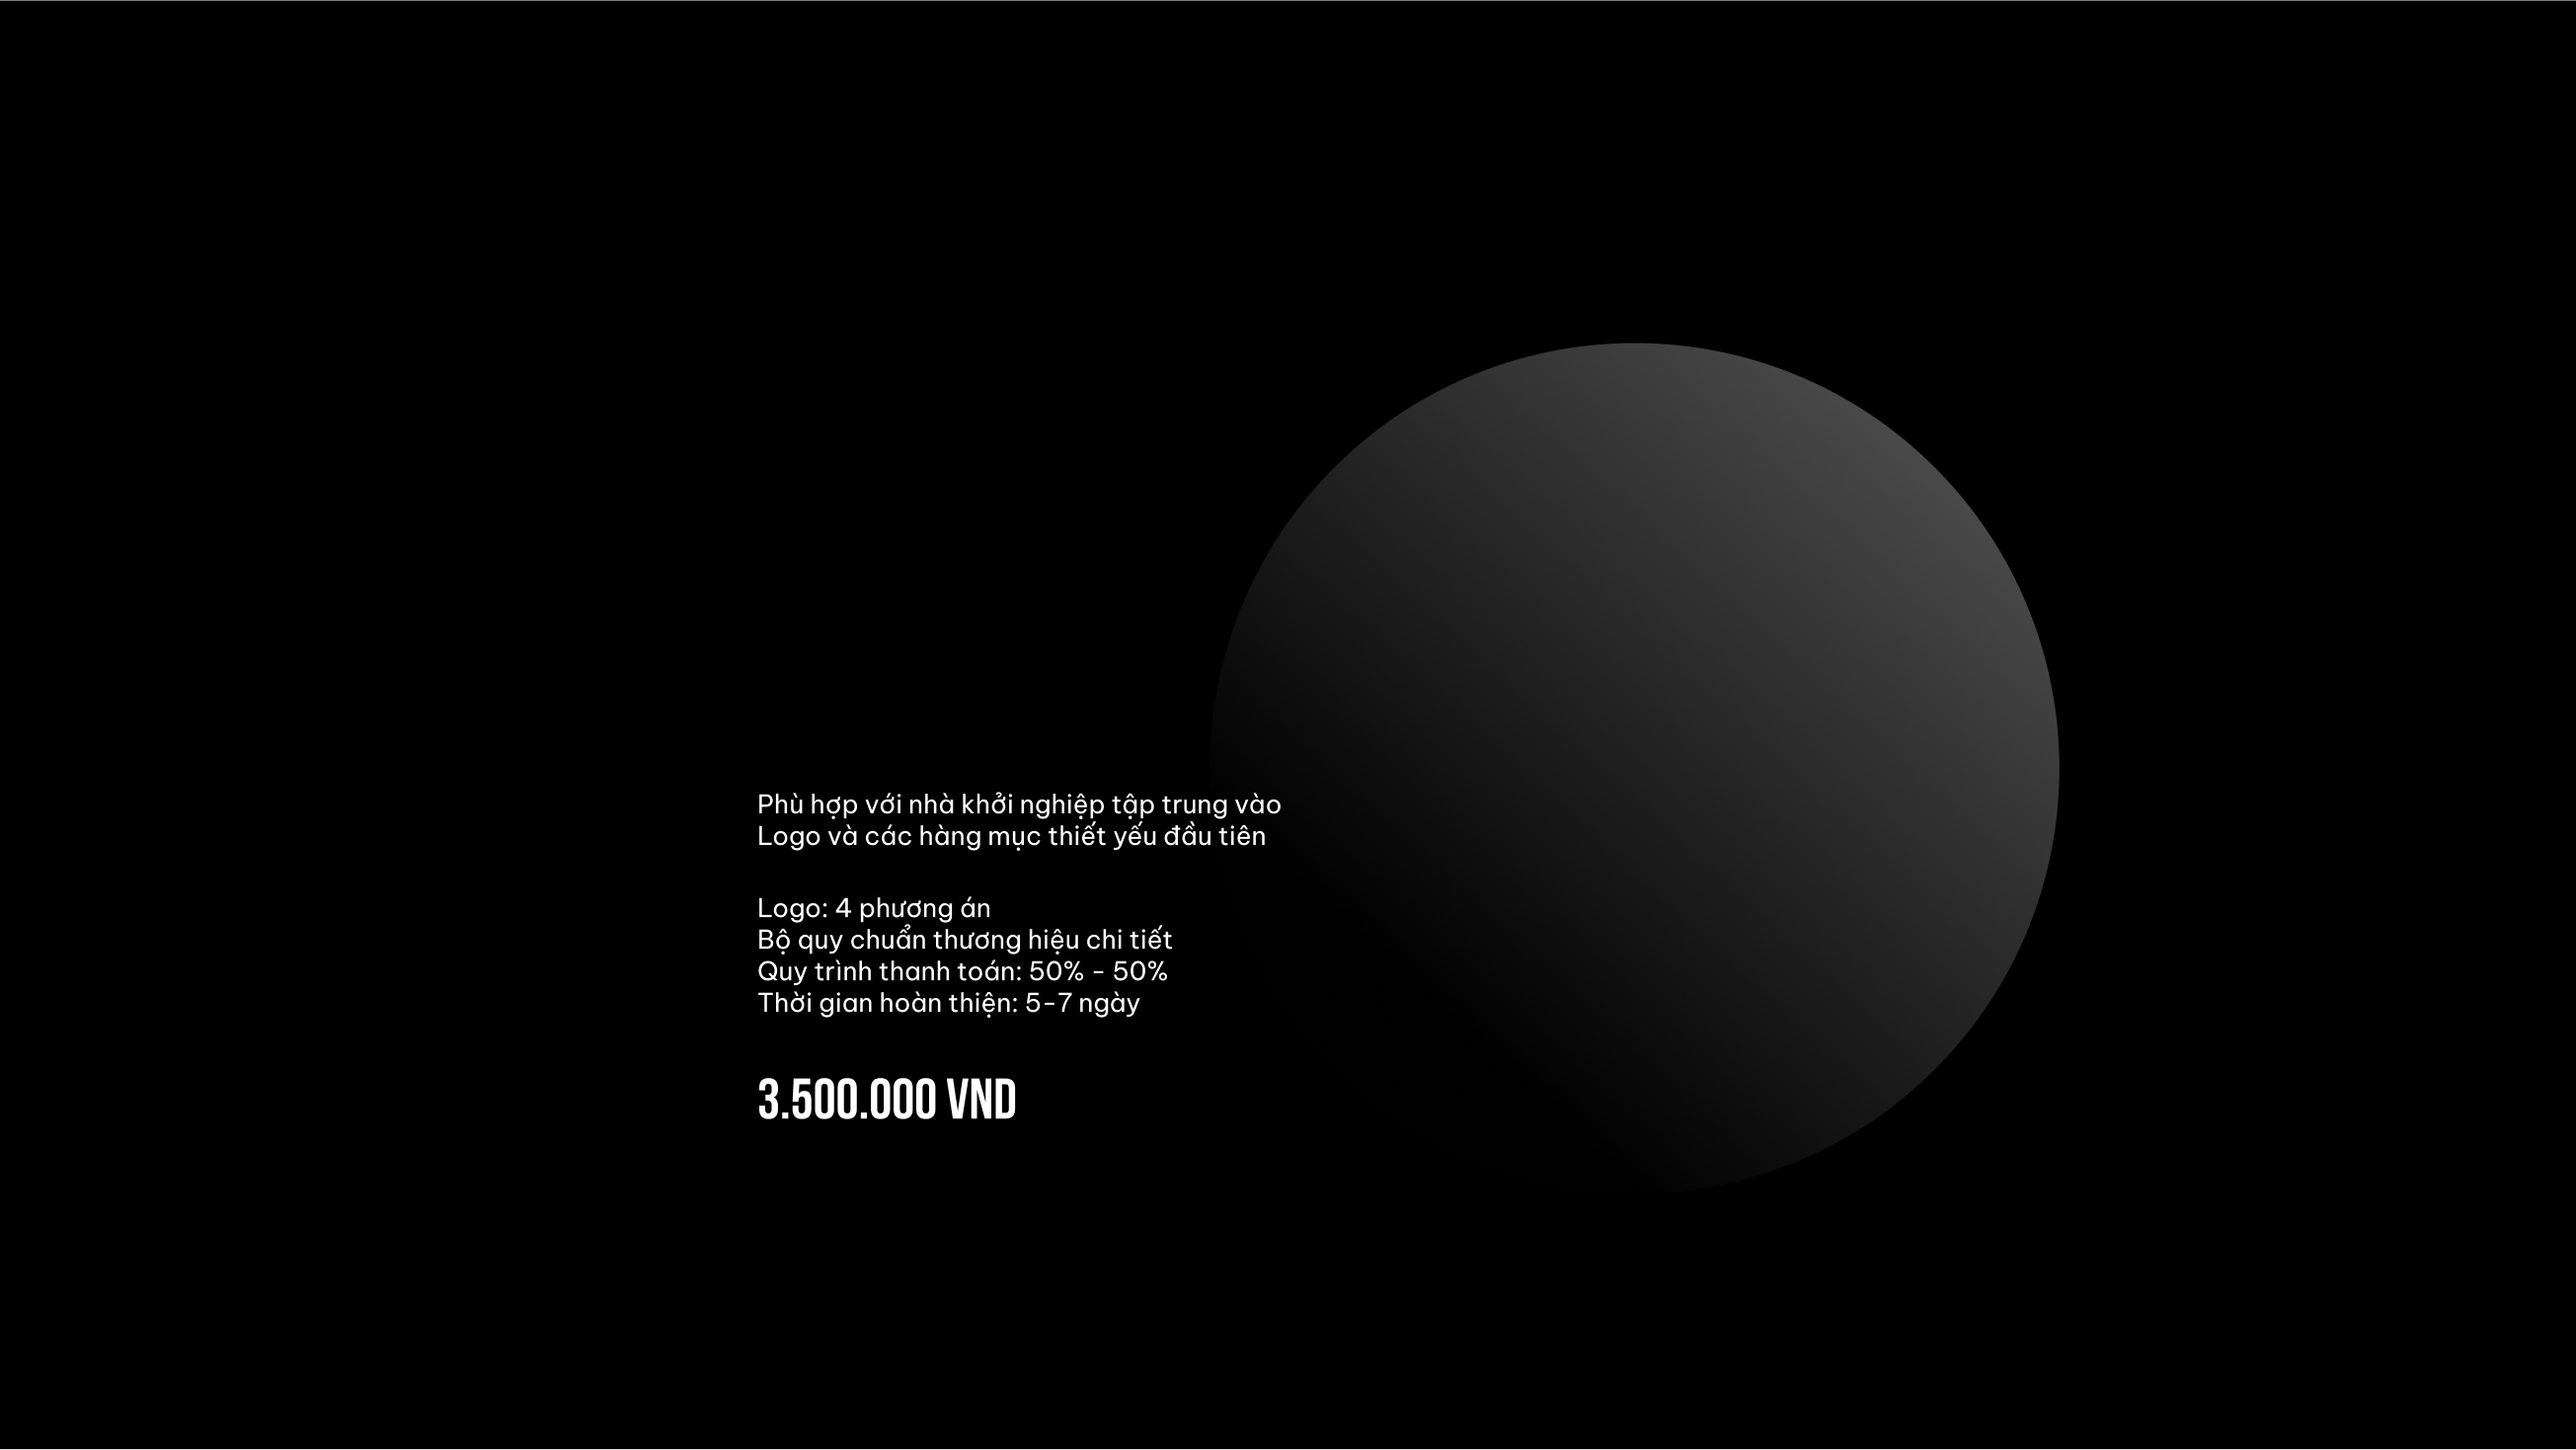 Phù hợp với nhà khởi nghiệp tập trung vào
Logo và các hàng mục thiết yếu đầu tiên
Logo: 4 phương án
Bộ quy chuẩn thương hiệu chi tiết
Quy trình thanh toán: 50% - 50%
Thời gian hoàn thiện: 5-7 ngày
3.500.000 VND